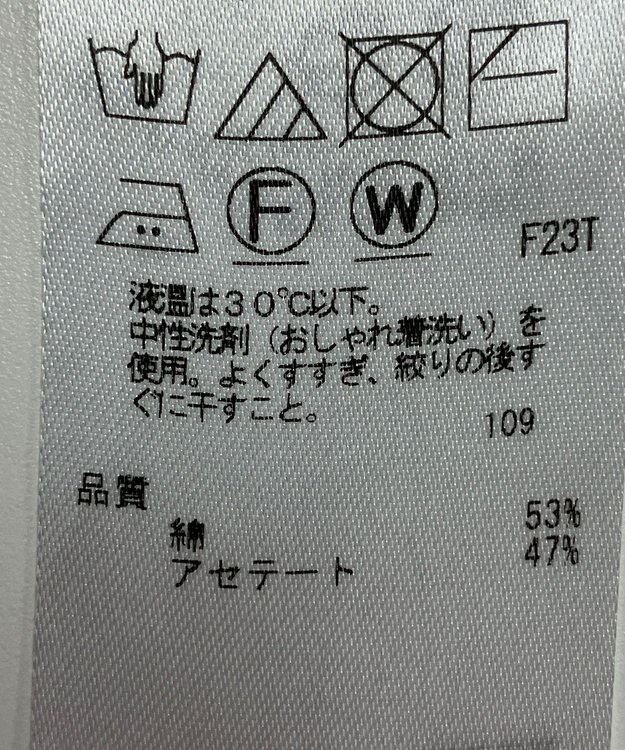 F W
F23T
液温は30℃以下。
中性洗剤(おしゃれ着洗い)を
使用。よくすすぎ、絞りの後す
ぐに干すこと。
109
品質
綿 53%
アセテート 47%